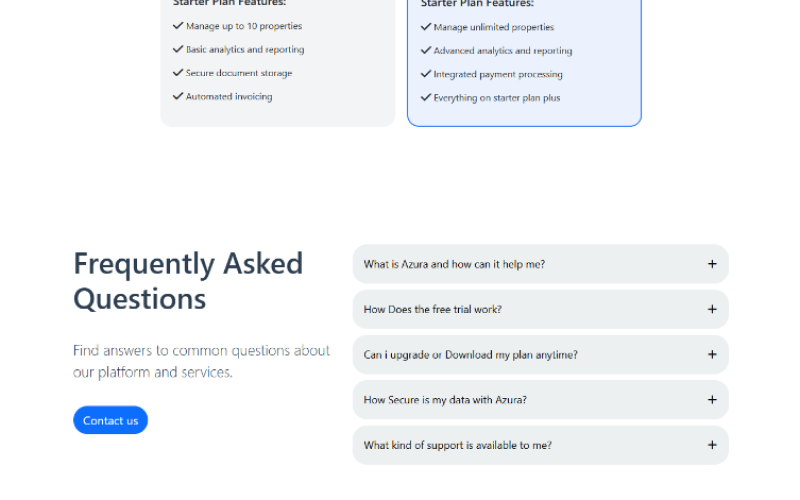 Starter Plan Features:
Manage up to 10 properties
Basic analytics and reporting
Secure document storage
Automated invoicing
Starter Plan Features:
Manage unlimited properties
Advanced analytics and reporting
Integrated payment processing
Everything on starter plan plus
Frequently Asked
Questions
Find answers to common questions about
our platform and services.
Contact us
What is Azura and how can it help me?
How Does the free trial work?
Can i upgrade or Download my plan anytime?
How Secure is my data with Azura?
What kind of support is available to me?